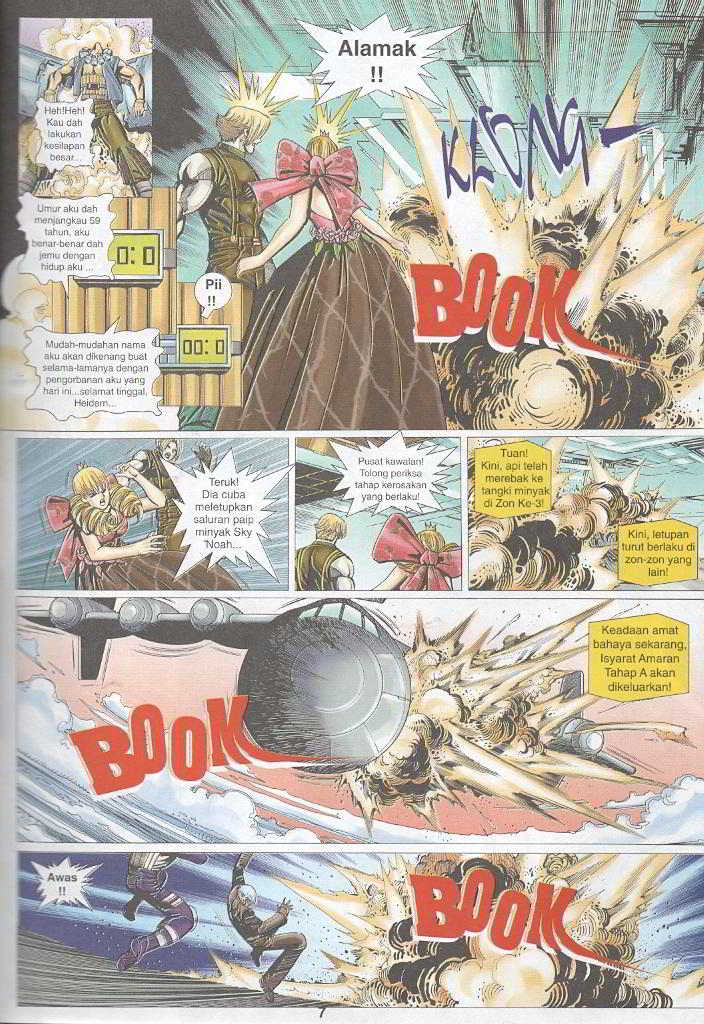 Heh!Heh!
Kau dah
lakukan
kesilapan
besar...
Alamak
!!
KLONG-
Umur aku dah
menjangkau 59
tahun, aku
benar-benar dah
jemu dengan
hidup aku ...
0:0
Pii
!!
00:0
BOOM
Mudah-mudahan nama
aku akan dikenang buat
selama-lamanya dengan
pengorbanan aku yang
hari ini...selamat tinggal,
Heidern...
Teruk!
Dia cuba
meletupkan
saluran paip
minyak Sky
'Noah...
Pusat kawalan!
Tolong periksa
tahap kerosakan
yang berlaku!
Tuan!
Kini, api telah
merebak ke
tangki minyak
di Zon Ke-3!
Kini, letupan
turut berlaku di
zon-zon yang
lain!
Keadaan amat
bahaya sekarang,
Isyarat Amaran
Tahap A akan
dikeluarkan!
BOOM
Awas
!!
BOOM
7